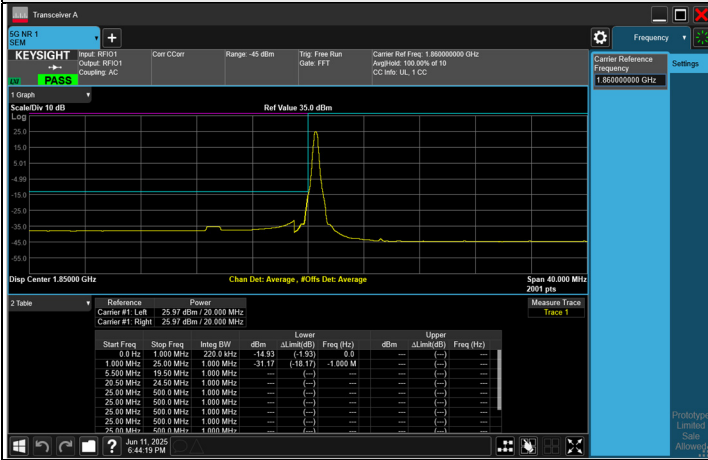 Transceiver A
5G NR 1
SEM
Frequency
KEYSIGHT
Input: RFIO1
Output: RFIO1
Coupling: AC
Corr CCorr
Range: -45 dBm
Trig: Free Run
Gate: FFT
Carrier Ref Freq: 1.860000000 GHz
Avg|Hold: 100.00% of 10
CC Info: UL, 1 CC
LXI
PASS
Carrier Reference
Frequency
1.860000000 GHz
Settings
1 Graph
Scale/Div 10 dB
Ref Value 35.0 dBm
Log
25.0
15.0
5.01
-4.99
-15.0
-25.0
-35.0
-45.0
-55.0
Disp Center 1.85000 GHz
Chan Det: Average , #Offs Det: Average
Span 40.000 MHz
2001 pts
2 Table
Reference Power
Carrier #1: Left 25.97 dBm / 20.000 MHz
Carrier #1: Right 25.97 dBm / 20.000 MHz
Measure Trace
Trace 1
Lower Upper
Start Freq Stop Freq Integ BW dBm ΔLimit(dB) Freq (Hz) dBm ΔLimit(dB) Freq (Hz)
0.0 Hz 1.000 MHz 220.0 kHz -14.93 (-1.93) 0.0 --- (---) ---
1.000 MHz 25.00 MHz 1.000 MHz -31.17 (-18.17) -1.000 M --- (---) ---
5.500 MHz 19.50 MHz 1.000 MHz --- (---) --- --- (---) ---
20.50 MHz 24.50 MHz 1.000 MHz --- (---) --- --- (---) ---
25.00 MHz 500.0 MHz 1.000 MHz --- (---) --- --- (---) ---
25.00 MHz 500.0 MHz 1.000 MHz --- (---) --- --- (---) ---
25.00 MHz 500.0 MHz 1.000 MHz --- (---) --- --- (---) ---
25.00 MHz 500.0 MHz 1.000 MHz --- (---) --- --- (---) ---
25.00 MHz 500.0 MHz 1.000 MHz --- (---) --- --- (---) ---
Prototype
Limited
Sale
Allowed
?
Jun 11, 2025
6:44:19 PM